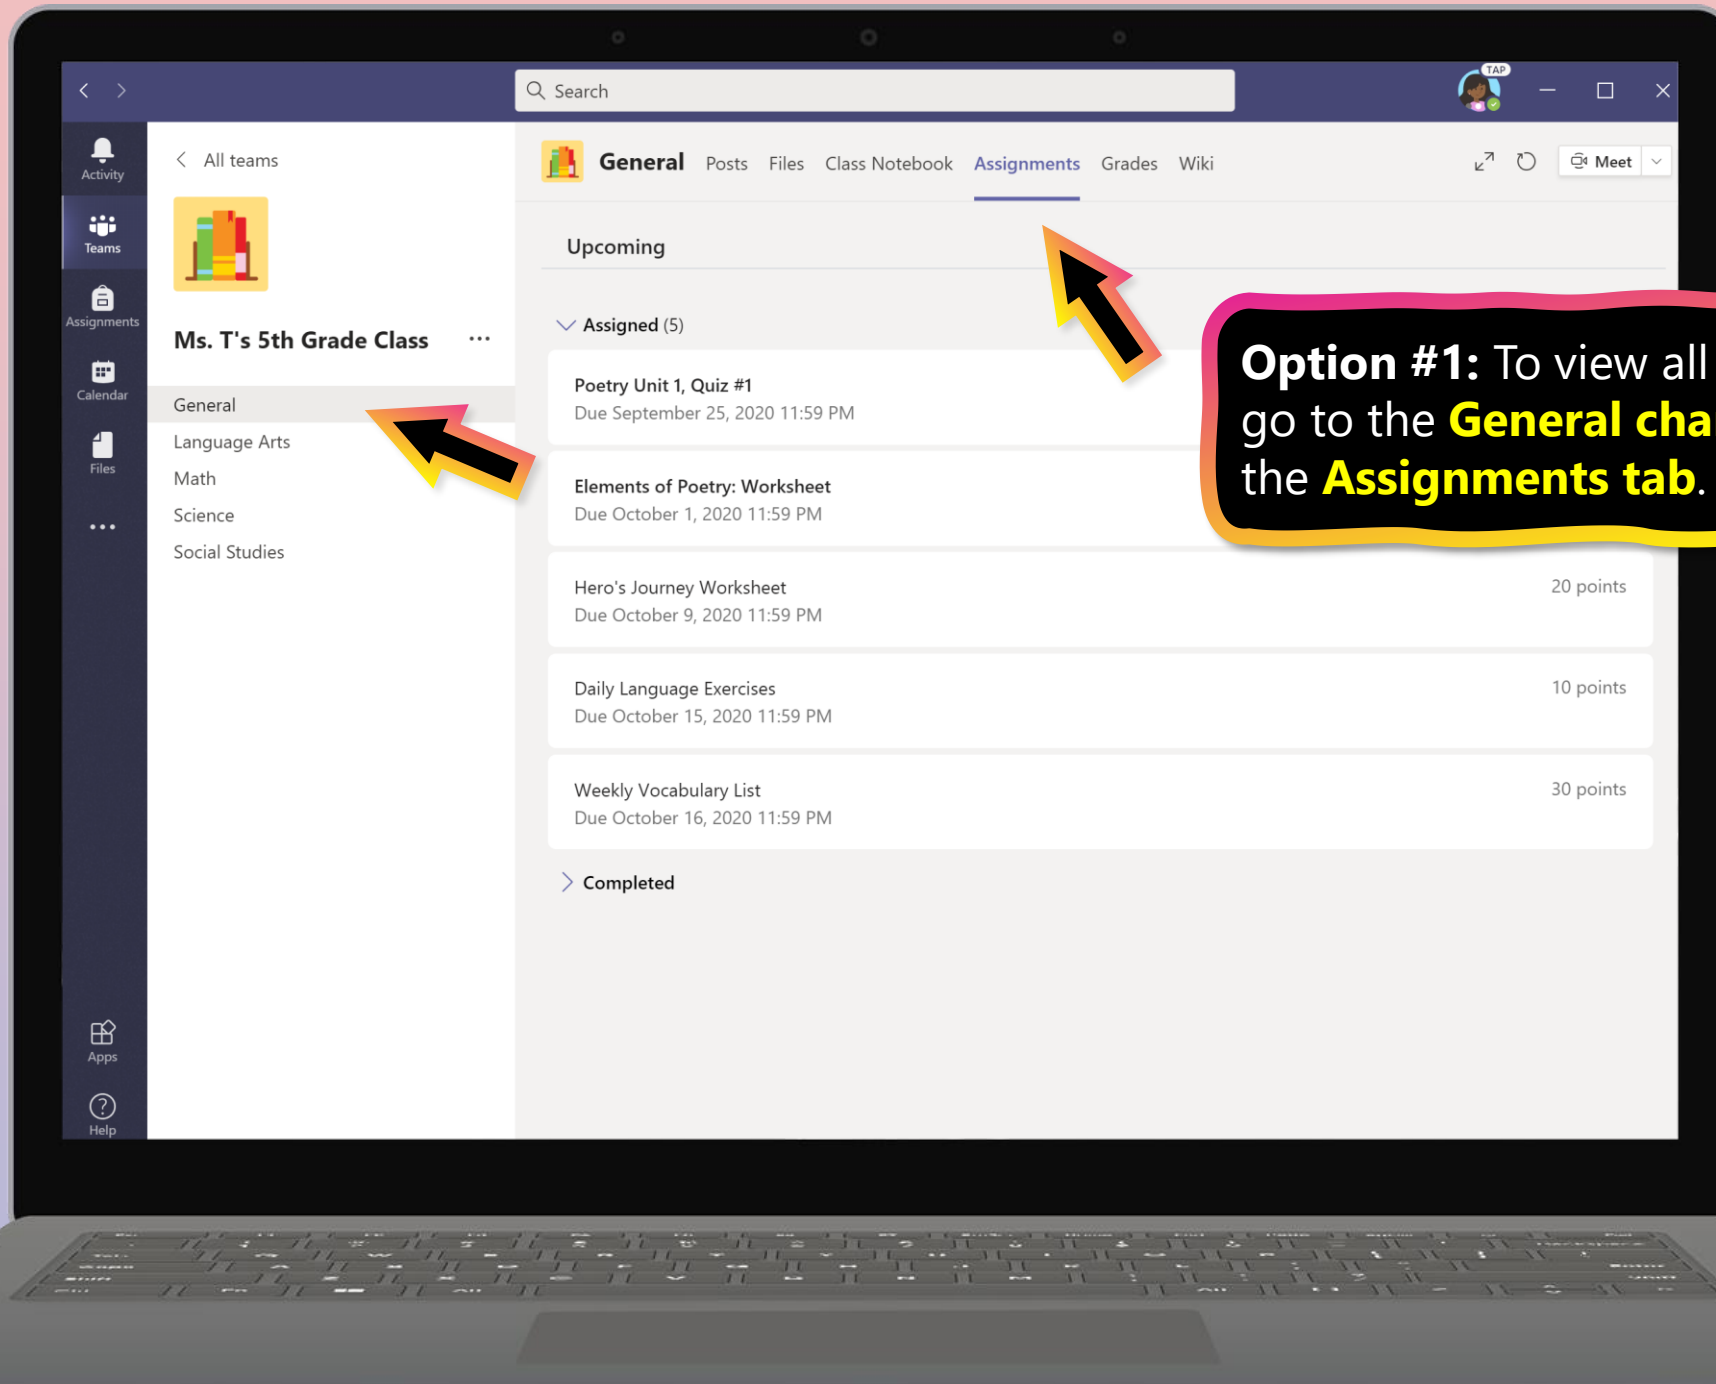 Search
TAP
Activity
Teams
Assignments
Calendar
Files
Apps
Help
All teams
Ms. T's 5th Grade Class
General
Language Arts
Math
Science
Social Studies
General Posts Files Class Notebook Assignments Grades Wiki
Meet
Upcoming
Assigned (5)
Poetry Unit 1, Quiz #1
Due September 25, 2020 11:59 PM
Elements of Poetry: Worksheet
Due October 1, 2020 11:59 PM
Hero's Journey Worksheet
20 points
Due October 9, 2020 11:59 PM
Daily Language Exercises
10 points
Due October 15, 2020 11:59 PM
Weekly Vocabulary List
30 points
Due October 16, 2020 11:59 PM
Completed
Option #1: To view all
go to the General
the Assignments tab.